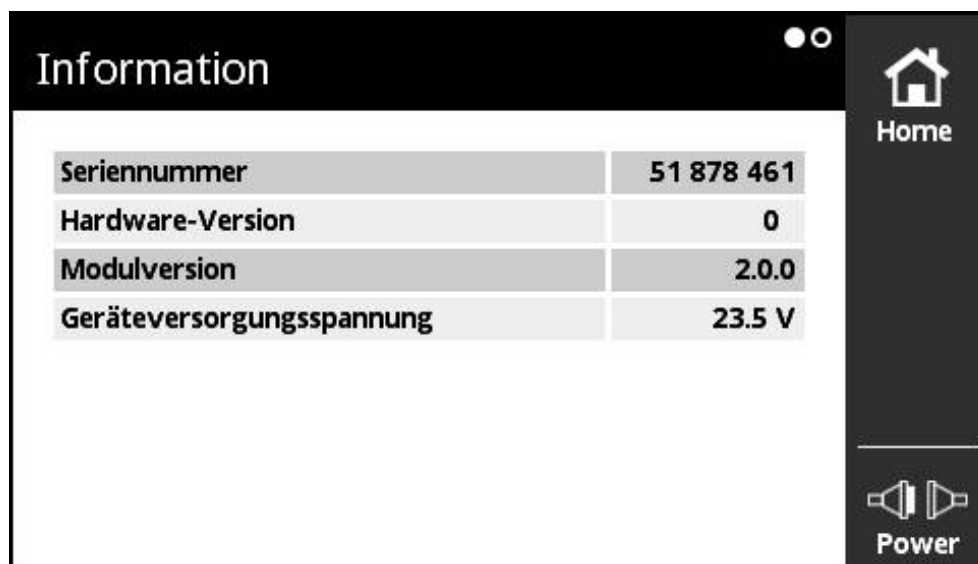 Information
Home
Seriennummer 51 878 461
Hardware-Version 0
Modulversion 2.0.0
Geräteversorgungsspannung 23.5 V
Power